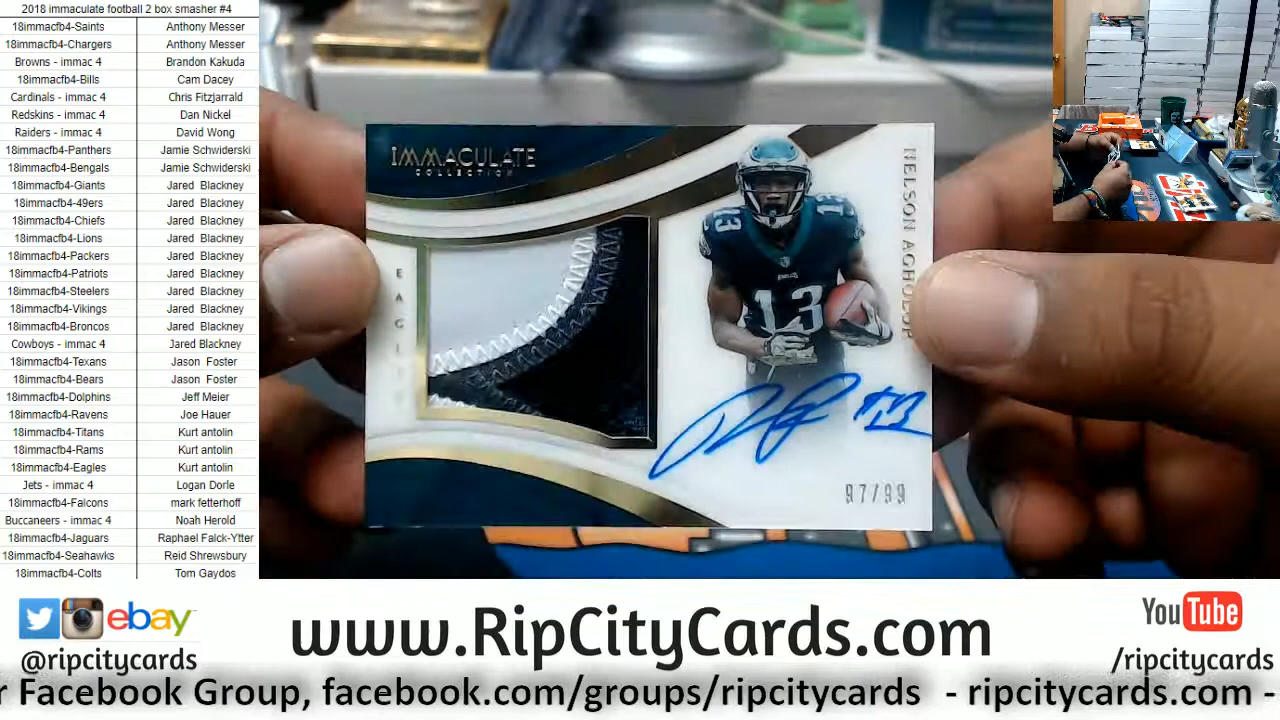 2018 immaculate football 2 box smasher #4
18immacfb4-Saints Anthony Messer
18immacfb4-Chargers Anthony Messer
Browns - immac 4 Brandon Kakuda
18immacfb4-Bills Cam Dacey
Cardinals - immac 4 Chris Fitzjarrald
Redskins - immac 4 Dan Nickel
Raiders - immac 4 David Wong
18immacfb4-Panthers Jamie Schwiderski
18immacfb4-Bengals Jamie Schwiderski
18immacfb4-Giants Jared Blackney
18immacfb4-49ers Jared Blackney
18immacfb4-Chiefs Jared Blackney
18immacfb4-Lions Jared Blackney
18immacfb4-Packers Jared Blackney
18immacfb4-Patriots Jared Blackney
18immacfb4-Steelers Jared Blackney
18immacfb4-Vikings Jared Blackney
18immacfb4-Broncos Jared Blackney
Cowboys - immac 4 Jared Blackney
18immacfb4-Texans Jason Foster
18immacfb4-Bears Jason Foster
18immacfb4-Dolphins Jeff Meier
18immacfb4-Ravens Joe Hauer
18immacfb4-Titans Kurt antolin
18immacfb4-Rams Kurt antolin
18immacfb4-Eagles Kurt antolin
Jets - immac 4 Logan Dorle
18immacfb4-Falcons mark fetterhoff
Buccaneers - immac 4 Noah Herold
18immacfb4-Jaguars Raphael Falck-Ytter
18immacfb4-Seahawks Reid Shrewsbury
18immacfb4-Colts Tom Gaydos
IMMACULATE
COLLECTION
EAGLES
NELSON AGHOLOR
13
13
#13
97/99
ebay
@ripcitycards
www.RipCityCards.com
YouTube
/ripcitycards
r Facebook Group, facebook.com/groups/ripcitycards - ripcitycards.com -